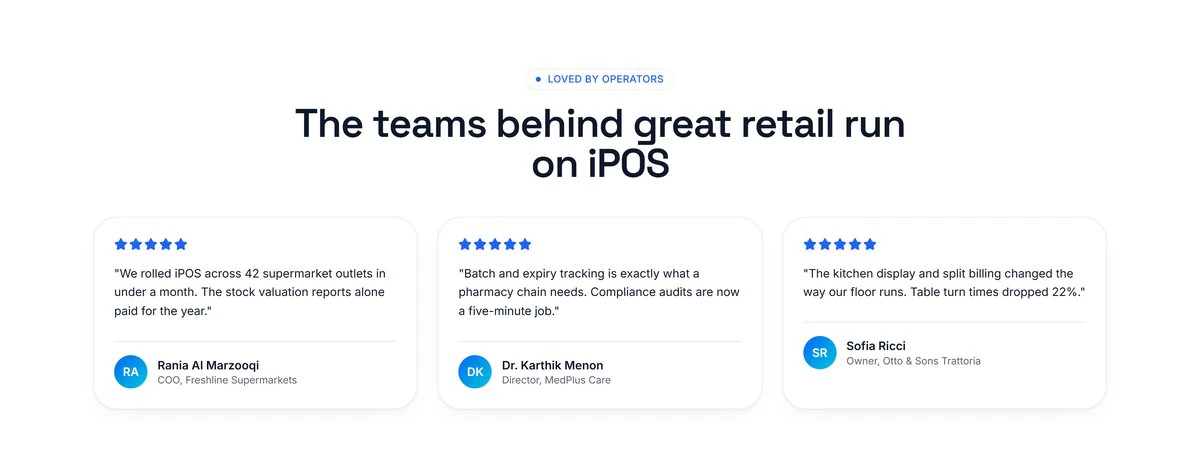 LOVED BY OPERATORS
The teams behind great retail run
on iPOS
"We rolled iPOS across 42 supermarket outlets in
under a month. The stock valuation reports alone
paid for the year."
RA
Rania Al Marzooqi
COO, Freshline Supermarkets
"Batch and expiry tracking is exactly what a
pharmacy chain needs. Compliance audits are now
a five-minute job."
DK
Dr. Karthik Menon
Director, MedPlus Care
"The kitchen display and split billing changed the
way our floor runs. Table turn times dropped 22%."
SR
Sofia Ricci
Owner, Otto & Sons Trattoria